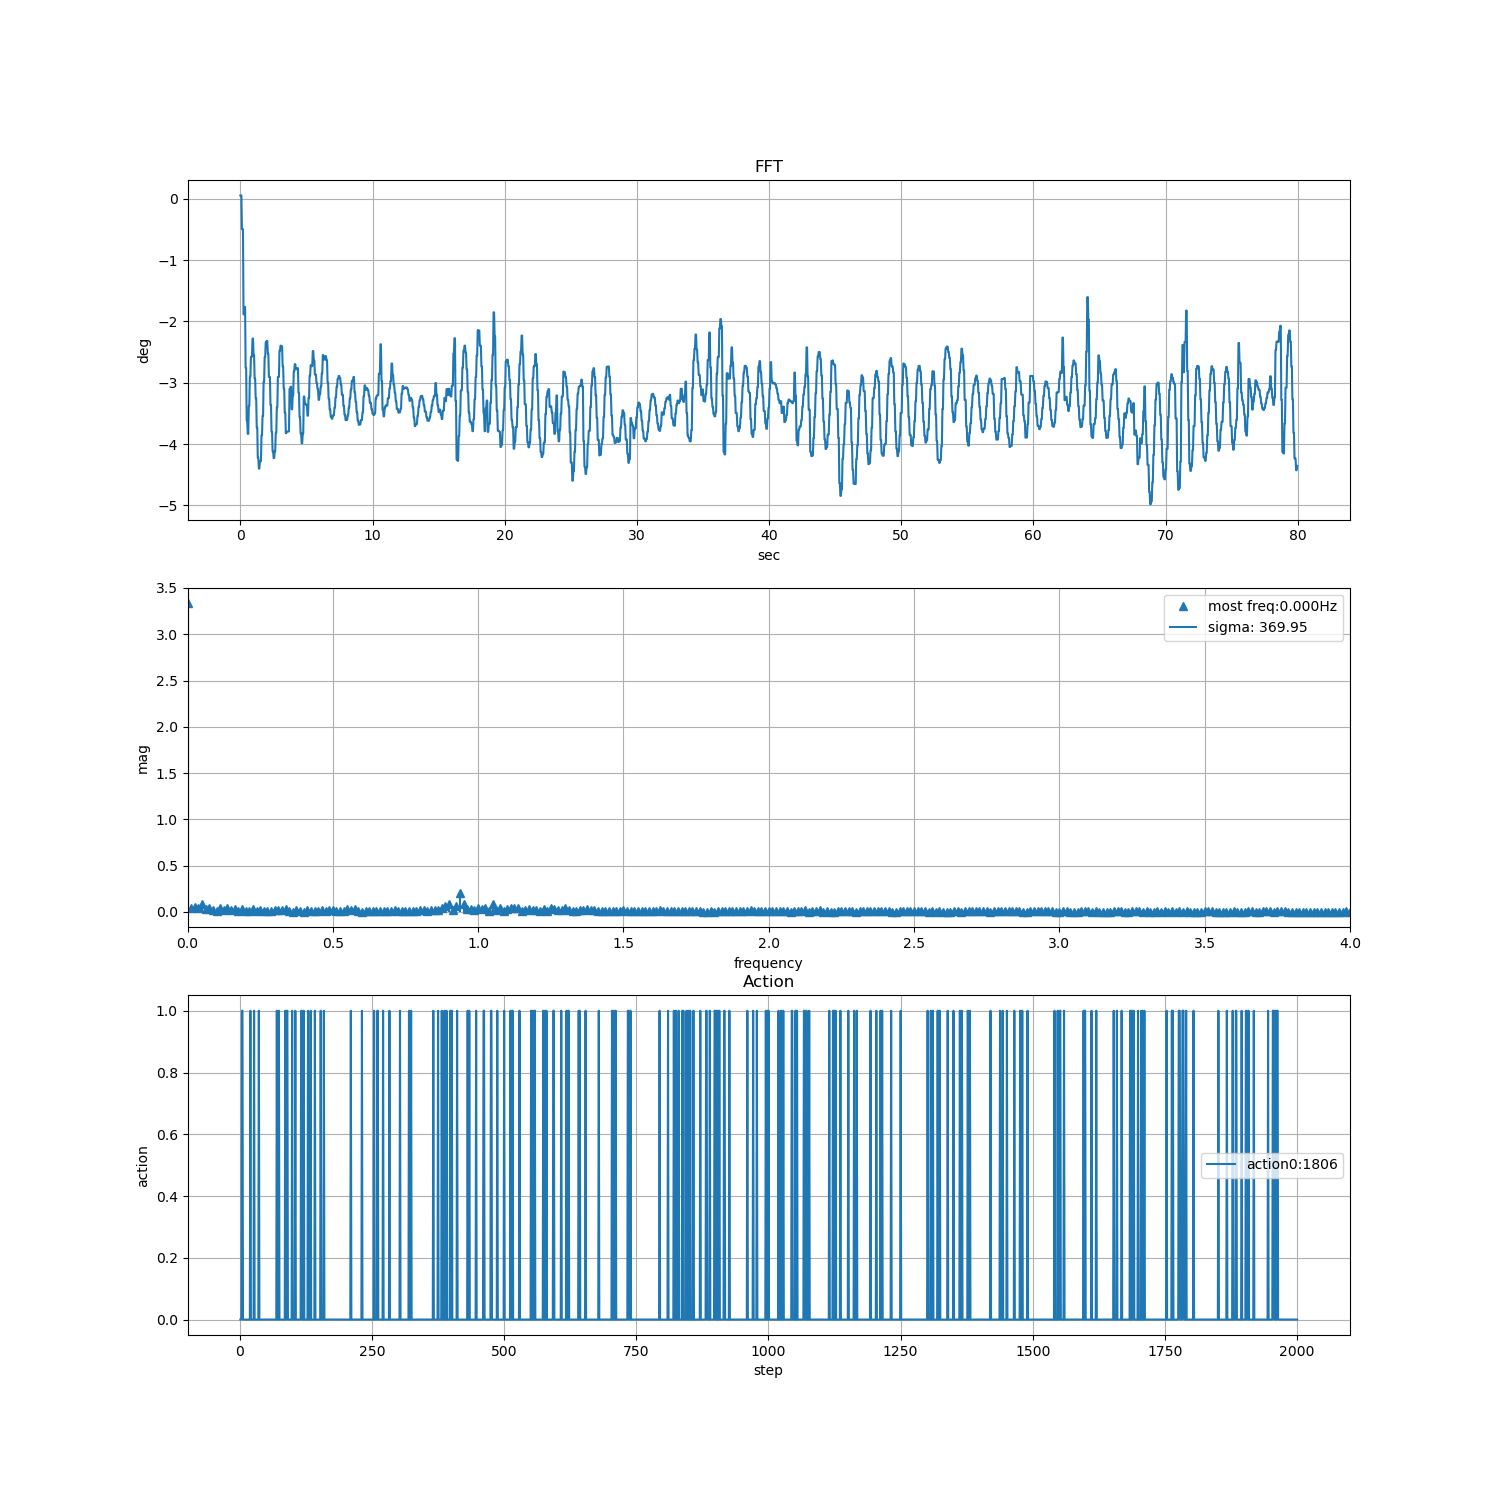 FFT
0
−1
−2
−3
−4
−5
deg
0 10 20 30 40 50 60 70 80
sec
3.5
3.0
2.5
2.0
1.5
1.0
0.5
0.0
mag
most freq:0.000Hz
sigma: 369.95
0.0 0.5 1.0 1.5 2.0 2.5 3.0 3.5 4.0
frequency
Action
1.0
0.8
0.6
0.4
0.2
0.0
action
action0:1806
0 250 500 750 1000 1250 1500 1750 2000
step